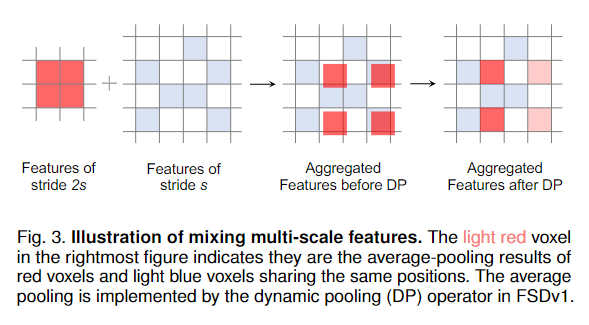 Features of
stride 2s
Features of
stride s
Aggregated
Features before DP
Aggregated
Features after DP
Fig. 3. Illustration of mixing multi-scale features. The light red voxel
in the rightmost figure indicates they are the average-pooling results of
red voxels and light blue voxels sharing the same positions. The average
pooling is implemented by the dynamic pooling (DP) operator in FSDv1.